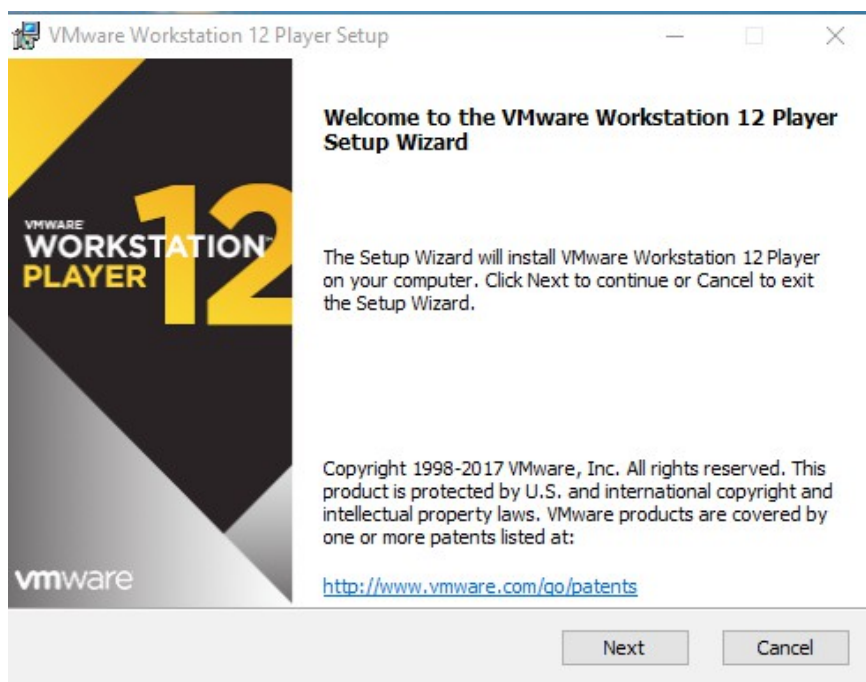 VMware Workstation 12 Player Setup
Welcome to the VMware Workstation 12 Player
Setup Wizard
12
VMWARE
WORKSTATION™
PLAYER
The Setup Wizard will install VMware Workstation 12 Player
on your computer. Click Next to continue or Cancel to exit
the Setup Wizard.
Copyright 1998-2017 VMware, Inc. All rights reserved. This
product is protected by U.S. and international copyright and
intellectual property laws. VMware products are covered by
one or more patents listed at:
vmware
http://www.vmware.com/go/patents
Next
Cancel